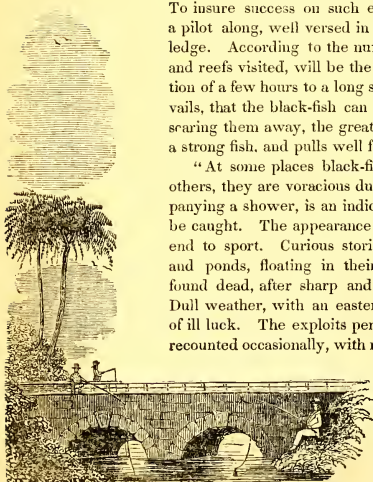 To insure success on such e
a pilot along, well versed in
ledge. According to the nu
and reefs visited, will be the
tion of a few hours to a long s
vails, that the black-fish can
scaring them away, the great
a strong fish, and pulls well f
"At some places black-fi
others, they are voracious du
panying a shower, is an indic
be caught. The appearance
end to sport. Curious stori
and ponds, floating in their
found dead, after sharp and
Dull weather, with an easter
of ill luck. The exploits per
recounted occasionally, with